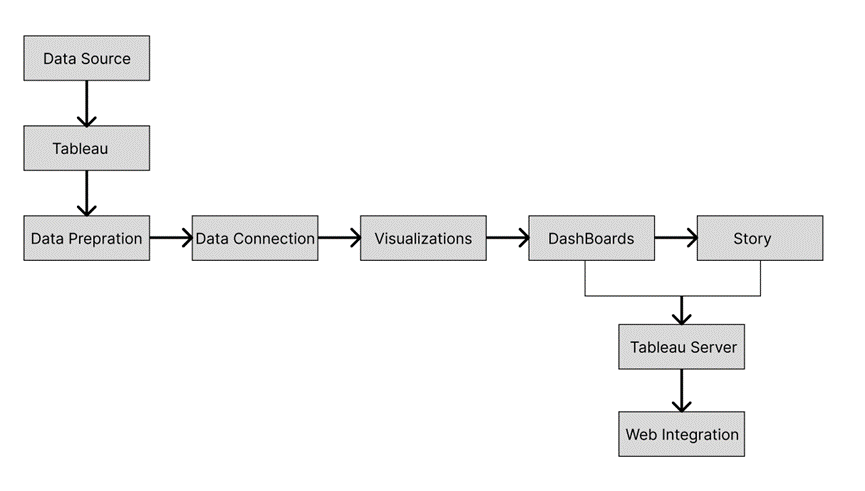 Data Source
Tableau
Data Prepration
Data Connection
Visualizations
DashBoards
Story
Tableau Server
Web Integration